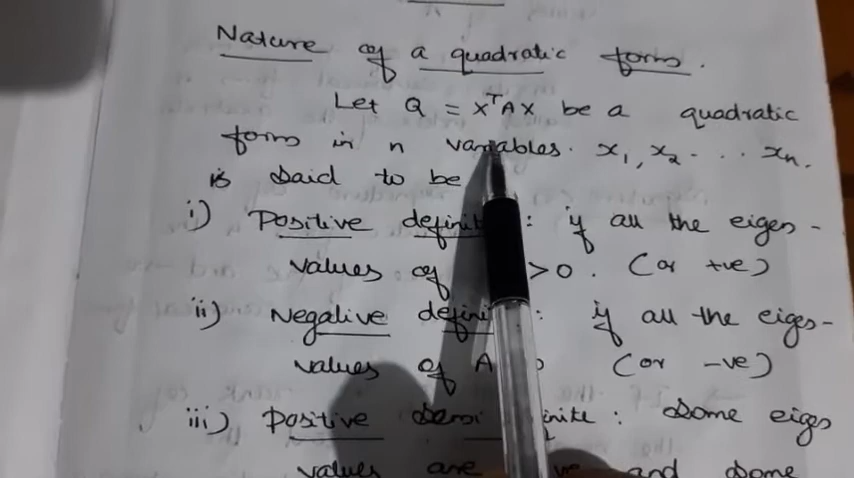 Nature of a quadratic form.
Let Q = XᵀAX be a quadratic
form in n variables. x₁, x₂ . . . xₙ.
is said to be
i) Positive : if all the eigen-
values of > 0. (or +ve)
ii) Negative : if all the eigen-
values of A (or -ve)
iii) Positive : Some eigen
values are and some